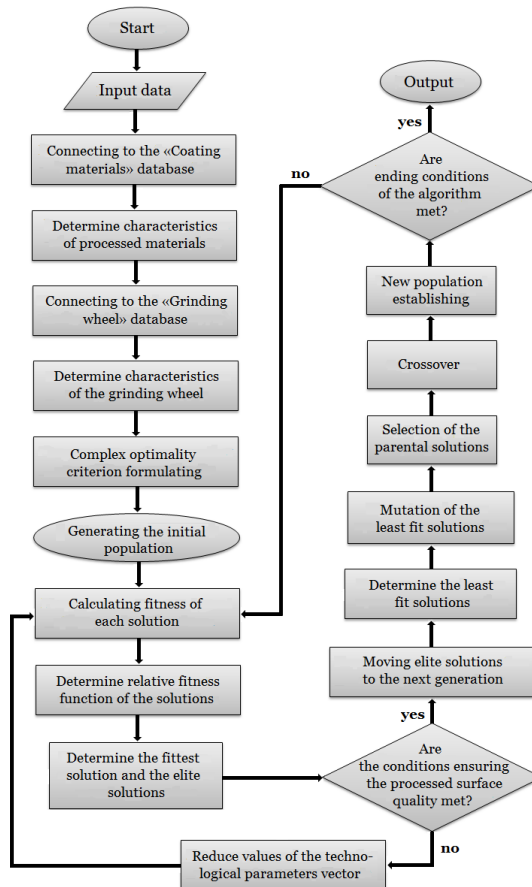 Start
Input data
Connecting to the «Coating
materials» database
Determine characteristics
of processed materials
Connecting to the «Grinding
wheel» database
Determine characteristics
of the grinding wheel
Complex optimality
criterion formulating
Generating the initial
population
Calculating fitness of
each solution
Determine relative fitness
function of the solutions
Determine the fittest
solution and the elite
solutions
Are
the conditions ensuring
the processed surface
quality met?
no
Reduce values of the techno-
logical parameters vector
yes
Moving elite solutions
to the next generation
Determine the least
fit solutions
Mutation of the
least fit solutions
Selection of the
parental solutions
Crossover
New population
establishing
Are
ending conditions
of the algorithm
met?
no
yes
Output